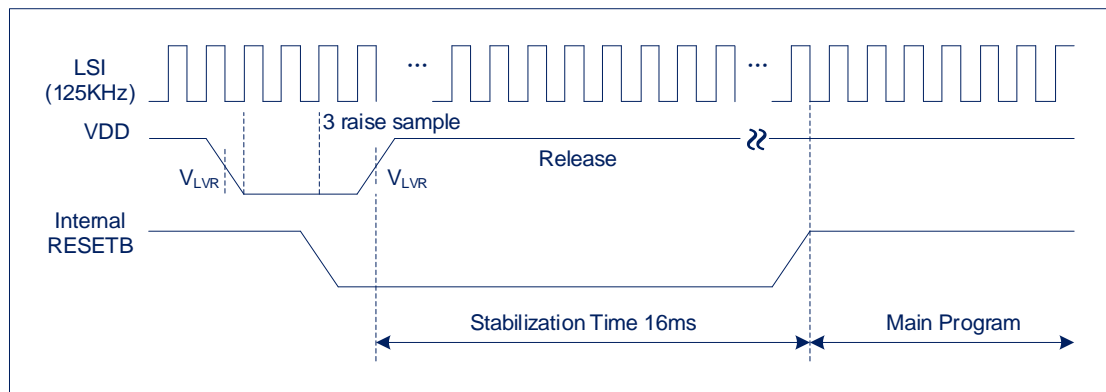 LSI
(125KHz)
...
...
3 raise sample
VDD
Release
VLVR
VLVR
Internal
RESETB
Stabilization Time 16ms
Main Program